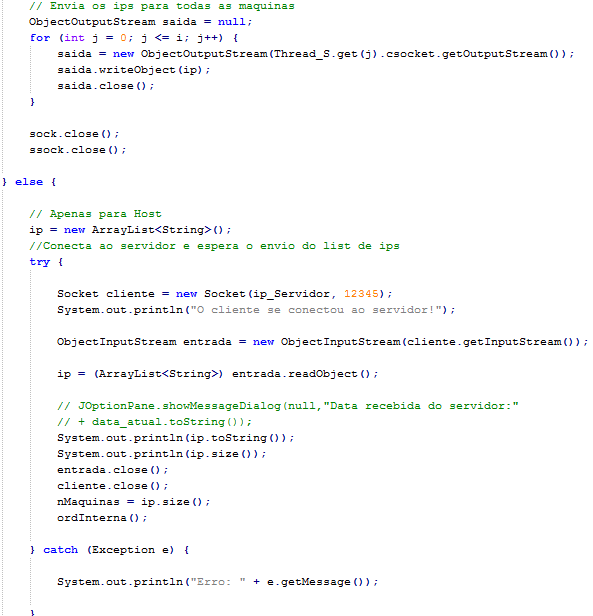 // Envia os ips para todas as maquinas
ObjectOutputStream saida = null;
for (int j = 0; j <= i; j++) {
saida = new ObjectOutputStream(Thread_S.get(j).csocket.getOutputStream());
saida.writeObject(ip);
saida.close();
}
sock.close();
ssock.close();
} else {
// Apenas para Host
ip = new ArrayList<String>();
//Conecta ao servidor e espera o envio do list de ips
try {
Socket cliente = new Socket(ip_Servidor, 12345);
System.out.println("O cliente se conectou ao servidor!");
ObjectInputStream entrada = new ObjectInputStream(cliente.getInputStream());
ip = (ArrayList<String>) entrada.readObject();
// JOptionPane.showMessageDialog(null,"Data recebida do servidor:"
// + data_atual.toString());
System.out.println(ip.toString());
System.out.println(ip.size());
entrada.close();
cliente.close();
nMaquinas = ip.size();
ordInterna();
} catch (Exception e) {
System.out.println("Erro: " + e.getMessage());
}